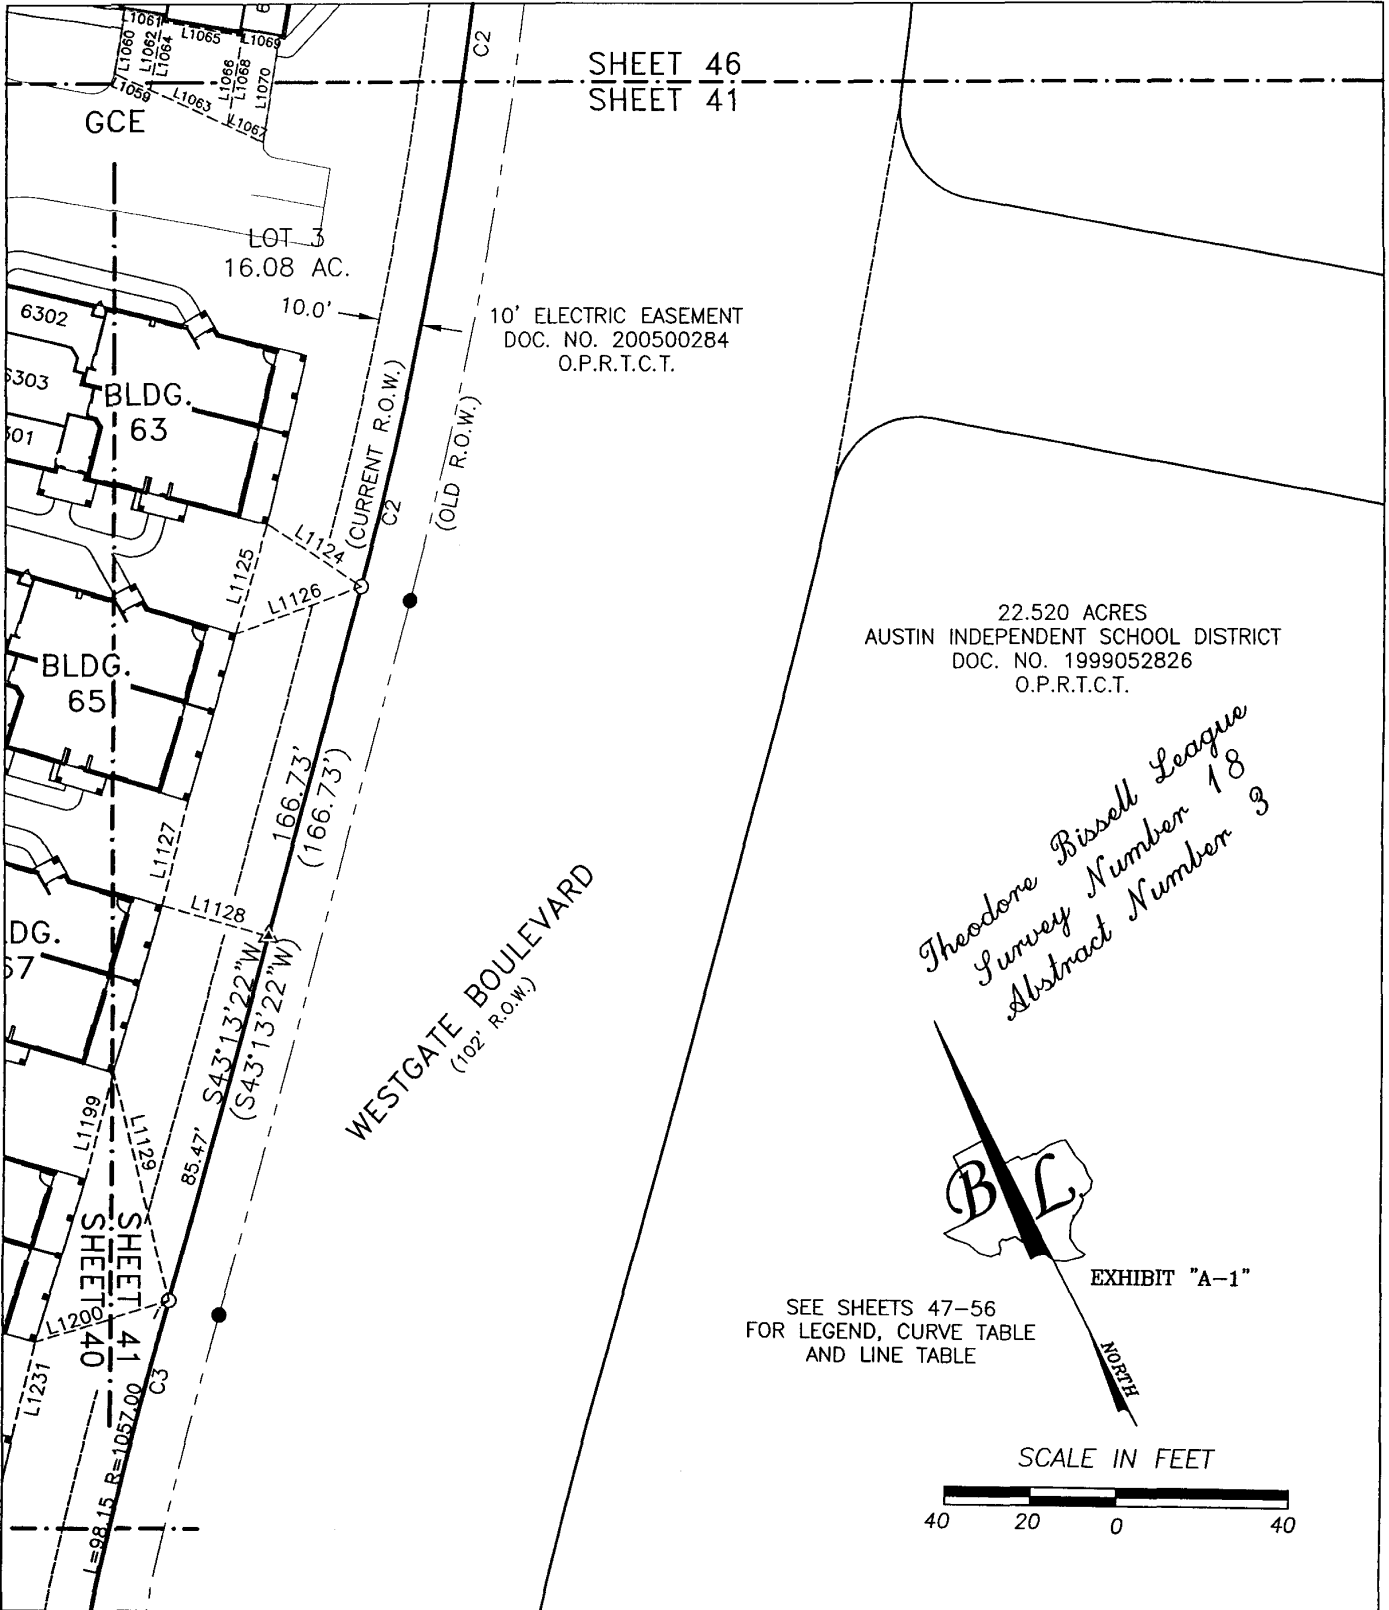 L1061
L1065
L1069
6
L1060
L1062
L1064
L1066
L1068
L1070
L1059
L1063
L1067
C2
SHEET 46
SHEET 41
GCE
LOT 3
16.08 AC.
10.0'
10' ELECTRIC EASEMENT
DOC. NO. 200500284
O.P.R.T.C.T.
6302
6303
301
BLDG.
63
(CURRENT R.O.W.)
C2
(OLD R.O.W.)
L1124
L1125
L1126
22.520 ACRES
AUSTIN INDEPENDENT SCHOOL DISTRICT
DOC. NO. 1999052826
O.P.R.T.C.T.
BLDG.
65
166.73'
(166.73')
Theodore Bissell League
Survey Number 18
Abstract Number 3
L1127
L1128
DG.
67
S43°13'22"W
(S43°13'22"W)
WESTGATE BOULEVARD
(102' R.O.W.)
L1199
L1129
85.47'
B L
SHEET 41
SHEET 40
L1200
L1231
C3
L=98.15 R=1057.00
EXHIBIT "A-1"
SEE SHEETS 47-56
FOR LEGEND, CURVE TABLE
AND LINE TABLE
NORTH
SCALE IN FEET
40 20 0 40